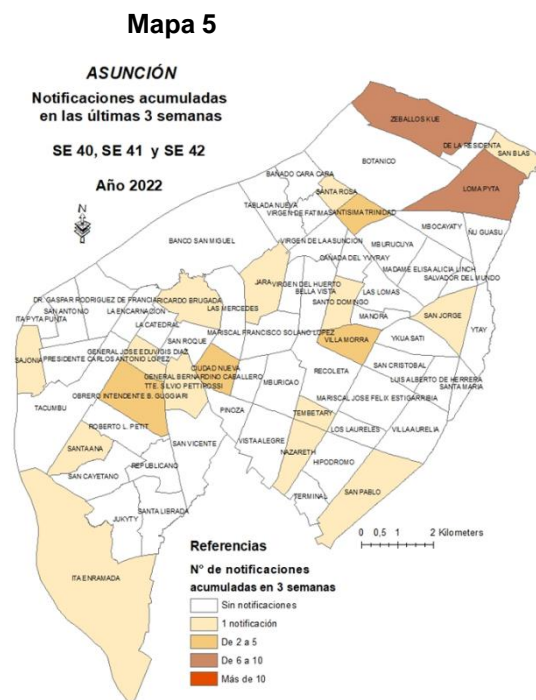 Mapa 5
ASUNCIÓN
Notificaciones acumuladas
en las últimas 3 semanas
SE 40, SE 41 y SE 42
Año 2022
N
ZEBALLOS KUE
DE LA RESIDENTA
SAN BLAS
BOTANICO
LOMA PYTA
BAÑADO CARA CARA
SANTA ROSA
TABLADA NUEVA
VIRGEN DE FATIMA
SANTISIMA TRINIDAD
MBOCAYATY
ÑU GUASU
BANCO SAN MIGUEL
VIRGEN DE LA ASUNCIÓN
MBURUCUYA
CAÑADA DEL YVYRAY
MADAME ELISA ALICIA LINCH
SALVADOR DEL MUNDO
JARA
VIRGEN DEL HUERTO
BELLA VISTA
LAS LOMAS
SANTO DOMINGO
DR. GASPAR RODRIGUEZ DE FRANCIA
RICARDO BRUGADA
SAN ANTONIO
LA ENCARNACION
LAS MERCEDES
ITA PYTA PUNTA
LA CATEDRAL
MANORA
SAN JORGE
YTAY
MARISCAL FRANCISCO SOLANO LOPEZ
SAN ROQUE
VILLA MORRA
YKUA SATI
SAJONIA
GENERAL JOSE EDUVIGIS DIAZ
PRESIDENTE CARLOS ANTONIO LOPEZ
CIUDAD NUEVA
RECOLETA
SAN CRISTOBAL
GENERAL BERNARDINO CABALLERO
LUIS ALBERTO DE HERRERA
SANTA MARIA
TTE. SILVIO PETTIROSSI
MBURICAO
OBRERO INTENDENTE B. GUGGIARI
MARISCAL JOSE FELIX ESTIGARRIBIA
TACUMBU
PINOZA
TEMBETARY
ROBERTO L. PETIT
LOS LAURELES
VILLA AURELIA
SANTA ANA
SAN VICENTE
VISTA ALEGRE
NAZARETH
HIPODROMO
REPUBLICANO
SAN CAYETANO
TERMINAL
SAN PABLO
JUKYTY
SANTA LIBRADA
ITA ENRAMADA
0 0,5 1 2 Kilometers
Referencias
N° de notificaciones
acumuladas en 3 semanas
Sin notificaciones
1 notificación
De 2 a 5
De 6 a 10
Más de 10